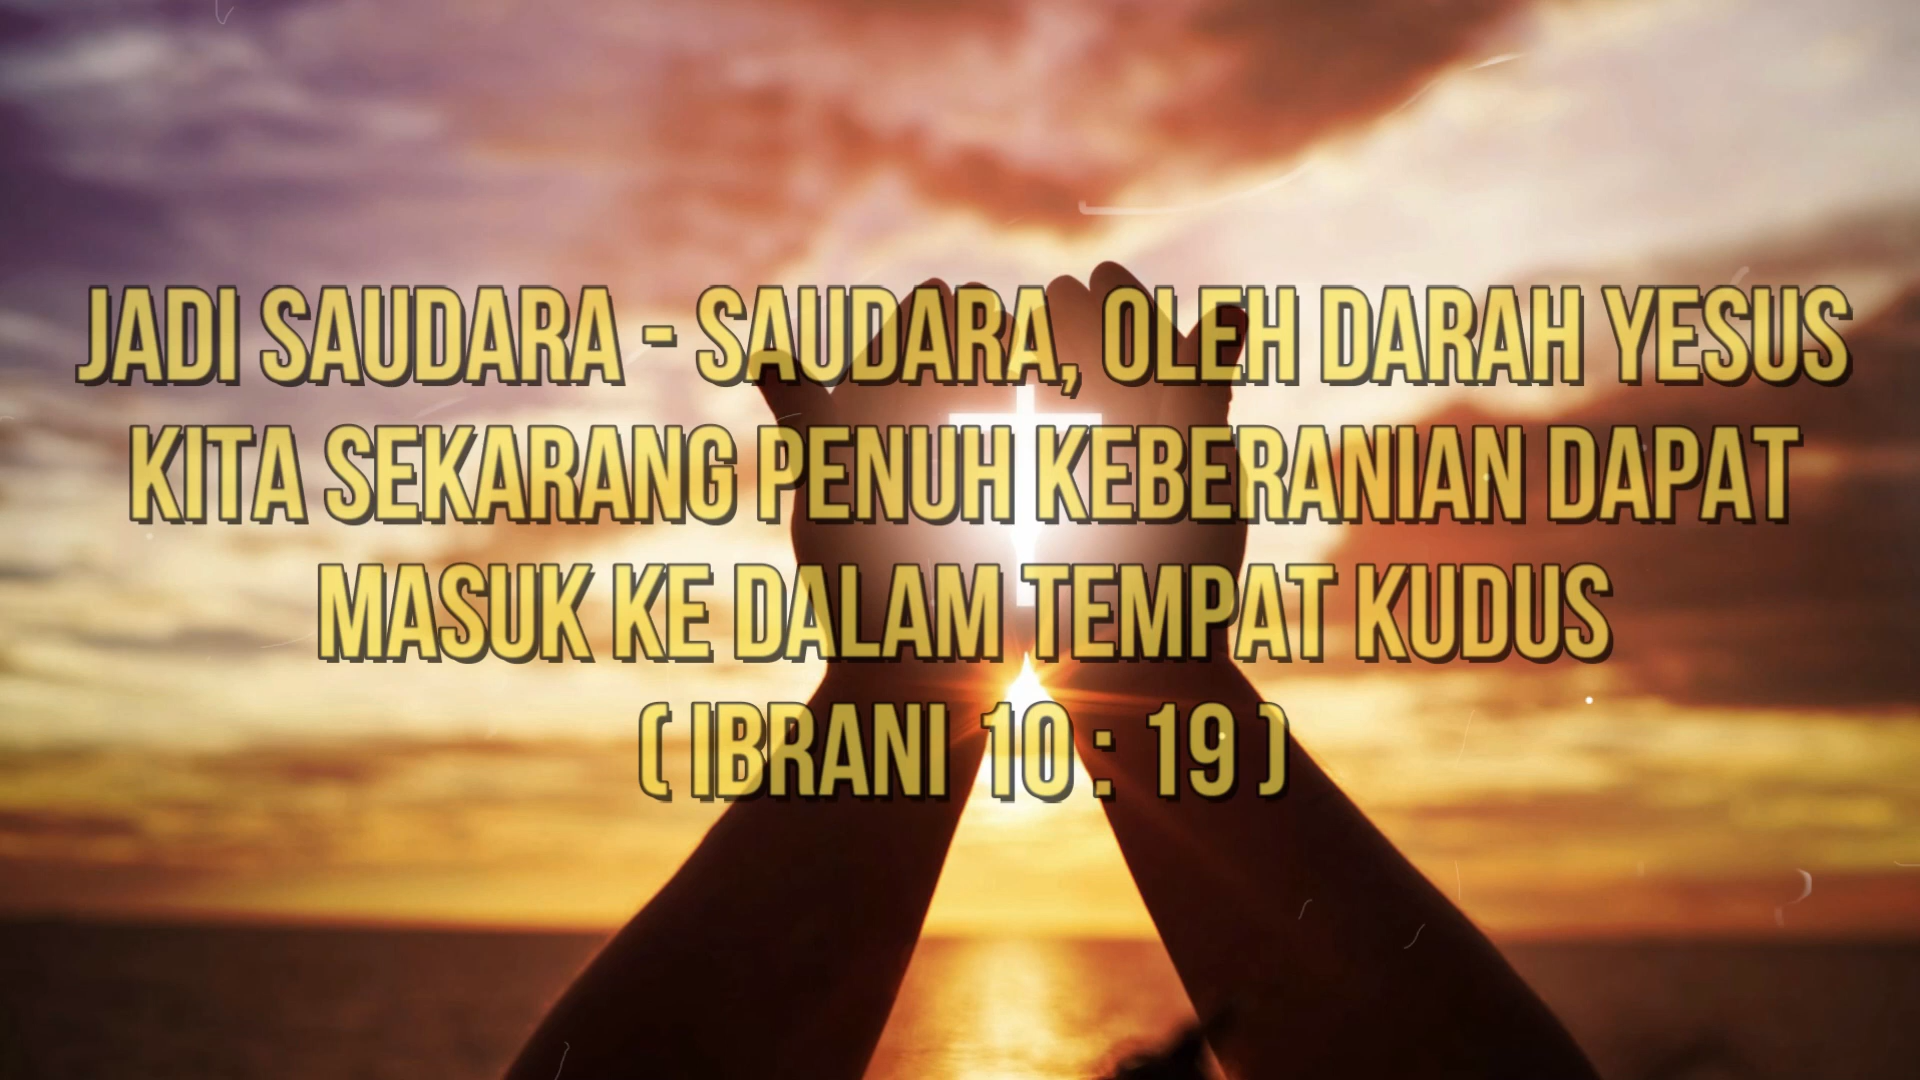 JADI SAUDARA - SAUDARA, OLEH DARAH YESUS
KITA SEKARANG PENUH KEBERANIAN DAPAT
MASUK KE DALAM TEMPAT KUDUS
( IBRANI 10 : 19 )